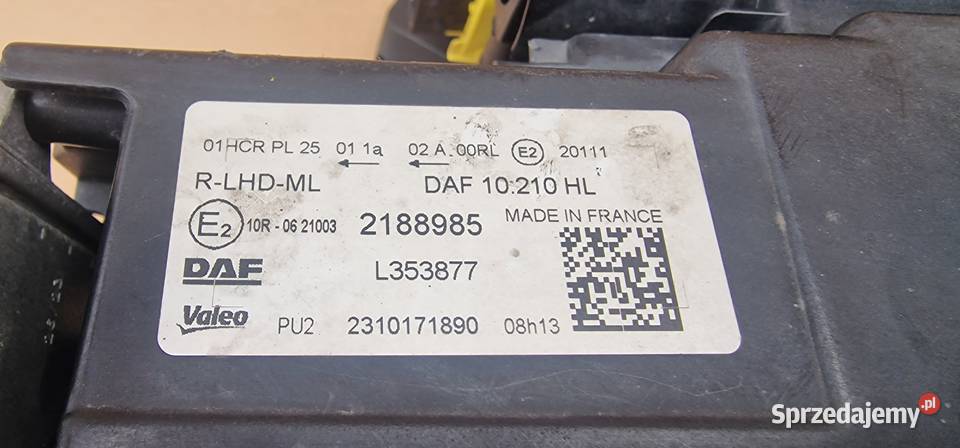 01HCR PL 25 01 1a 02 A 00RL E2 20111
R-LHD-ML DAF 10.210 HL
E2 10R - 06 21003 2188985 MADE IN FRANCE
DAF L353877
Valeo PU2 2310171890 08h13
Sprzedajemy.pl